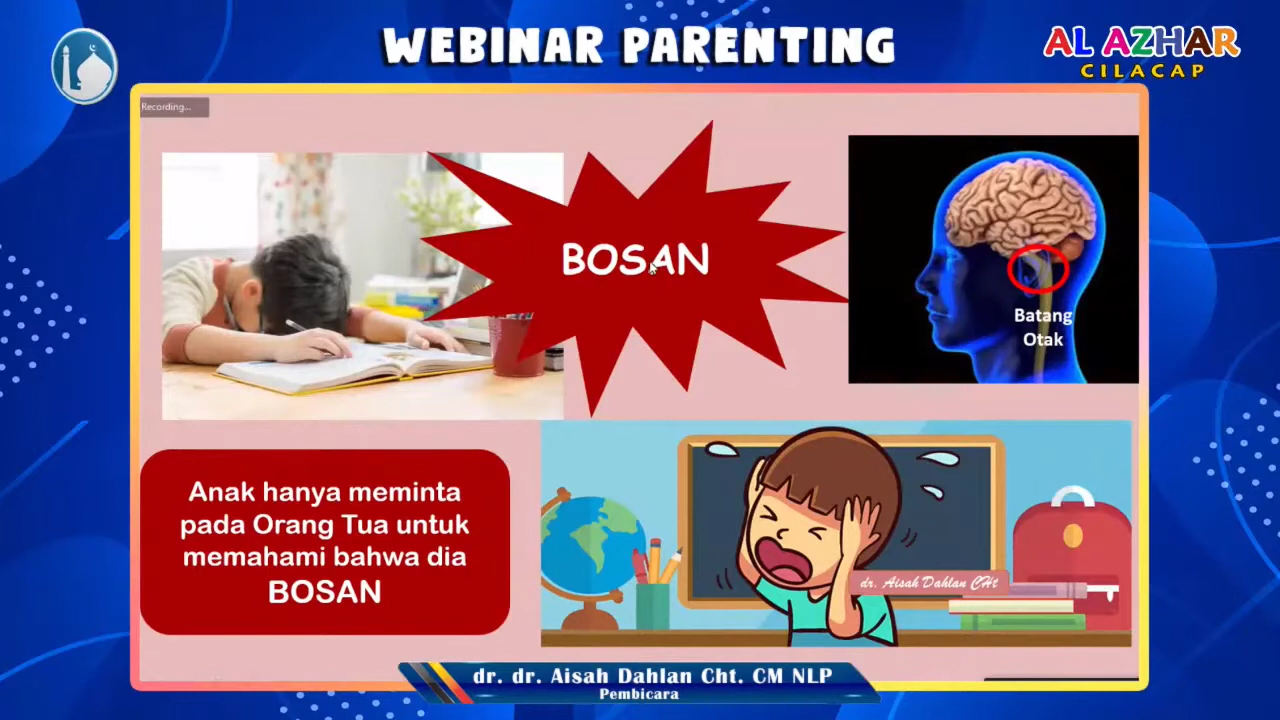 WEBINAR PARENTING
AL AZHAR
CILACAP
Recording...
BOSAN
Batang
Otak
Anak hanya meminta
pada Orang Tua untuk
memahami bahwa dia
BOSAN
dr. Aisah Dahlan CHt
dr. dr. Aisah Dahlan Cht. CM NLP
Pembicara